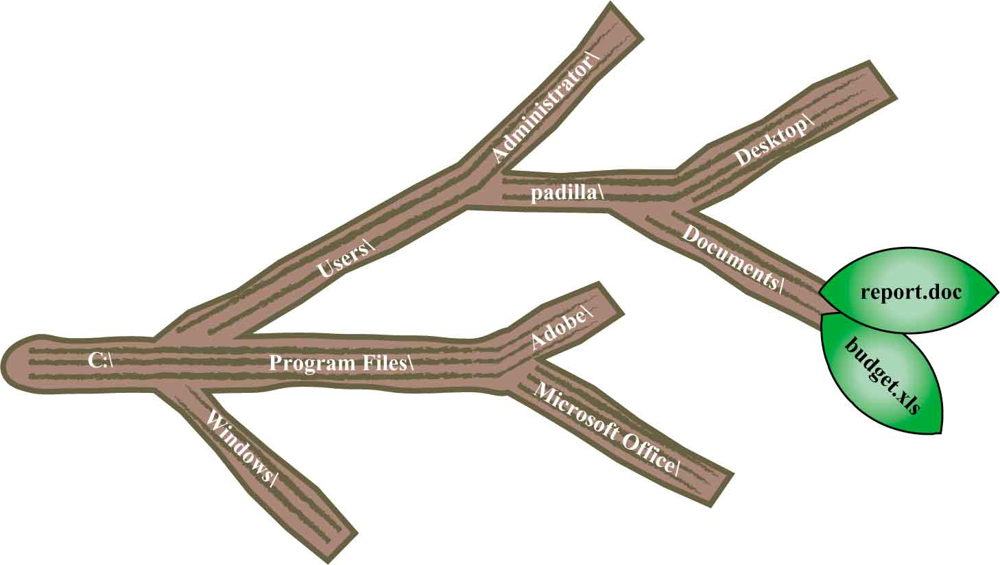 Administrator\
Desktop\
padilla\
Documents\
Users\
report.doc
Adobe\
C:\
Program Files\
budget.xls
Microsoft Office\
Windows\